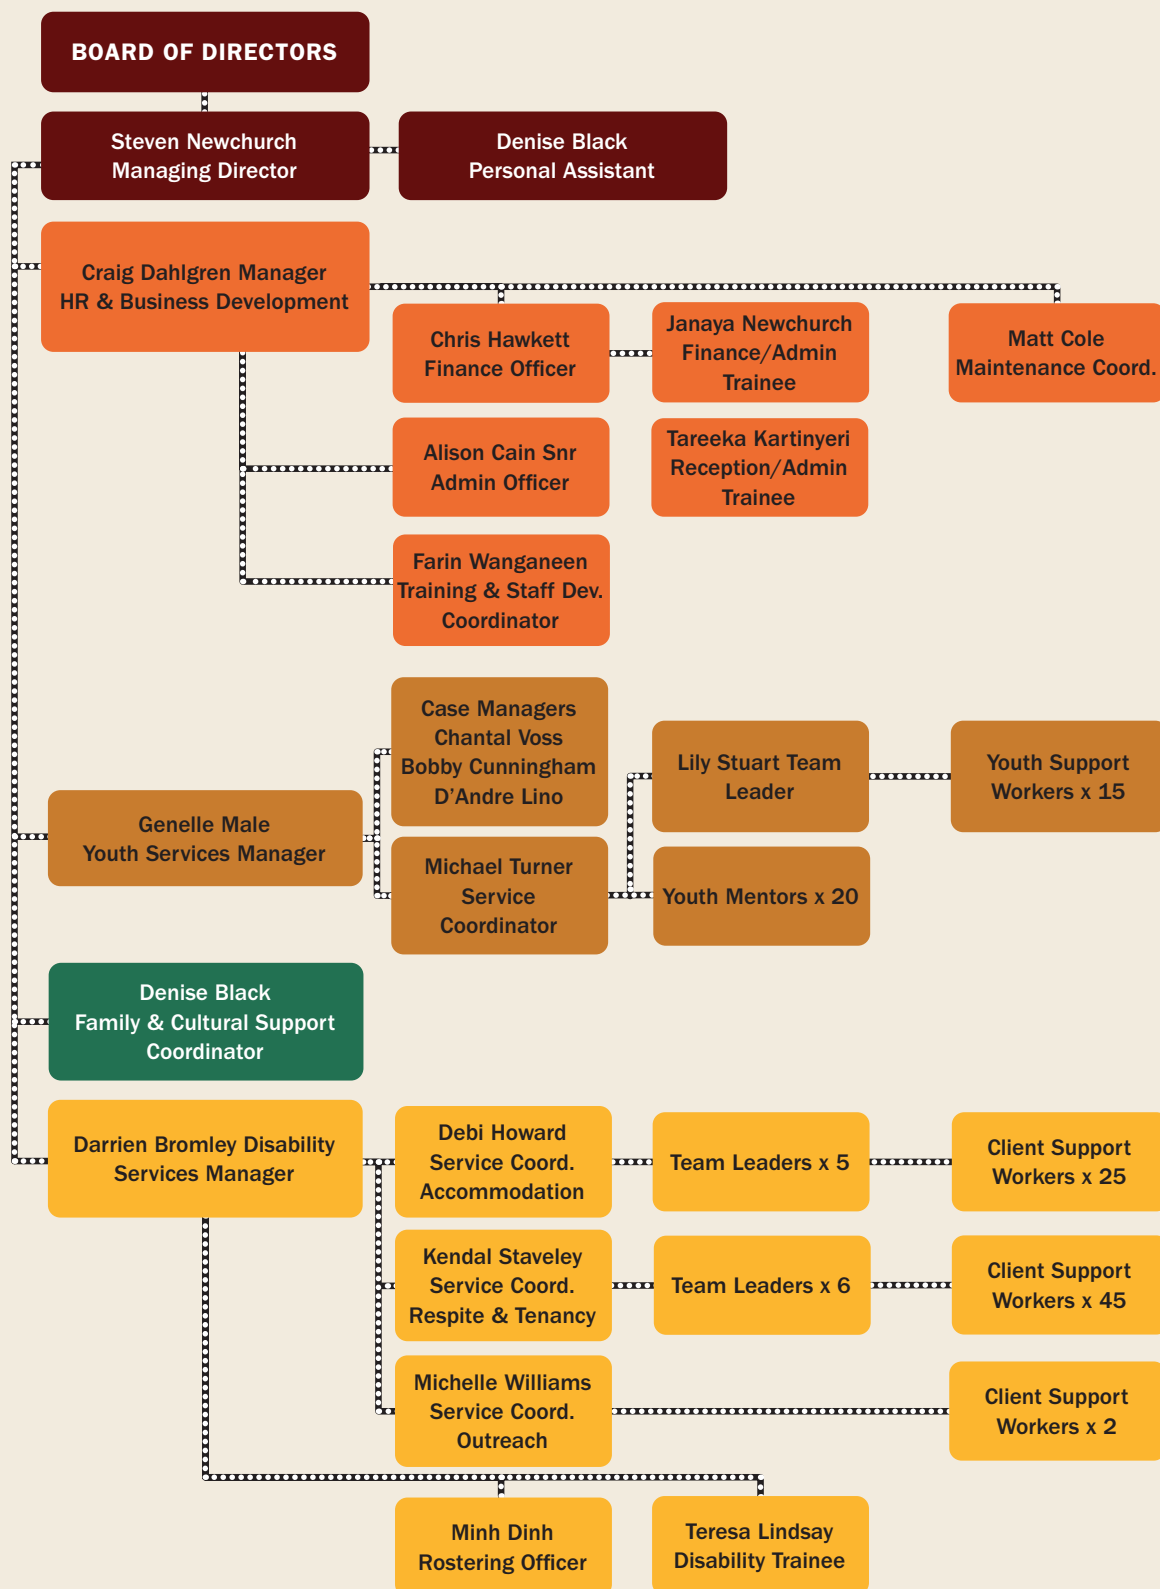 BOARD OF DIRECTORS
Steven Newchurch
Managing Director
Denise Black
Personal Assistant
Craig Dahlgren Manager
HR & Business Development
Chris Hawkett
Finance Officer
Janaya Newchurch
Finance/Admin
Trainee
Matt Cole
Maintenance Coord.
Alison Cain Snr
Admin Officer
Tareeka Kartinyeri
Reception/Admin
Trainee
Farin Wanganeen
Training & Staff Dev.
Coordinator
Genelle Male
Youth Services Manager
Case Managers
Chantal Voss
Bobby Cunningham
D’Andre Lino
Michael Turner
Service
Coordinator
Lily Stuart Team
Leader
Youth Support
Workers x 15
Youth Mentors x 20
Denise Black
Family & Cultural Support
Coordinator
Darrien Bromley Disability
Services Manager
Debi Howard
Service Coord.
Accommodation
Team Leaders x 5
Client Support
Workers x 25
Kendal Staveley
Service Coord.
Respite & Tenancy
Team Leaders x 6
Client Support
Workers x 45
Michelle Williams
Service Coord.
Outreach
Client Support
Workers x 2
Minh Dinh
Rostering Officer
Teresa Lindsay
Disability Trainee